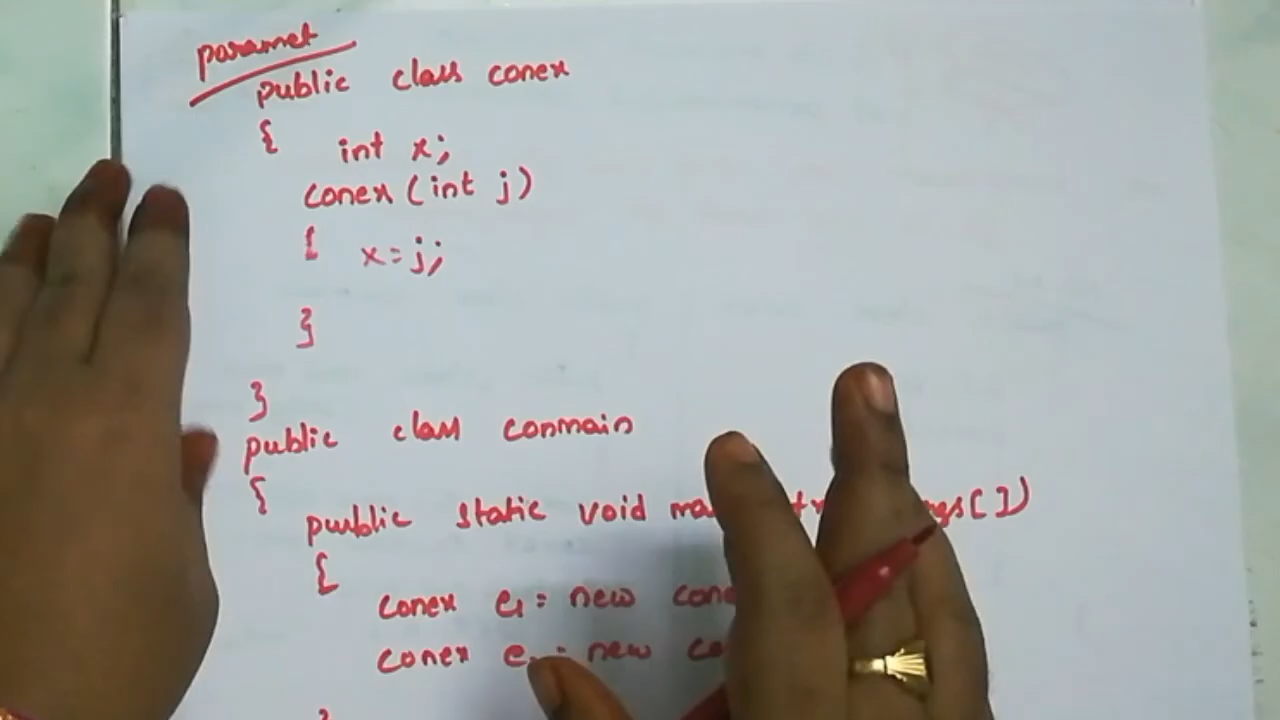 paramet
public class conex
{ int x;
conex (int j)
{ x=j;
}
}
public class conmain
{
public static void [ ]
{
conex e1 = new
conex = new
}